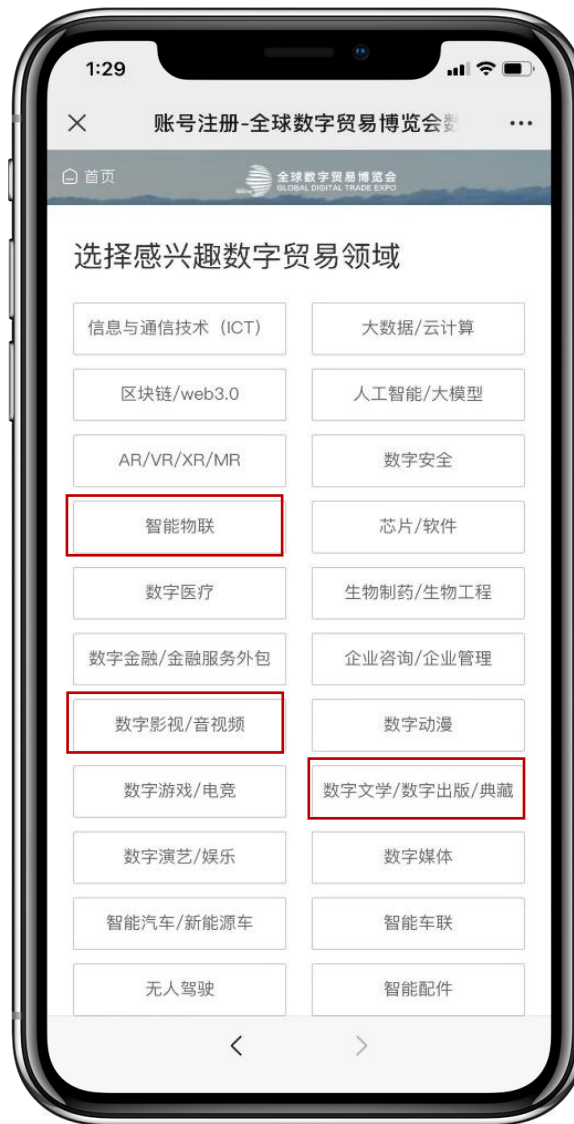 1:29
账号注册-全球数字贸易博览会
首页
全球数字贸易博览会
GLOBAL DIGITAL TRADE EXPO
选择感兴趣数字贸易领域
信息与通信技术（ICT）
大数据/云计算
区块链/web3.0
人工智能/大模型
AR/VR/XR/MR
数字安全
智能物联
芯片/软件
数字医疗
生物制药/生物工程
数字金融/金融服务外包
企业咨询/企业管理
数字影视/音视频
数字动漫
数字游戏/电竞
数字文学/数字出版/典藏
数字演艺/娱乐
数字媒体
智能汽车/新能源车
智能车联
无人驾驶
智能配件